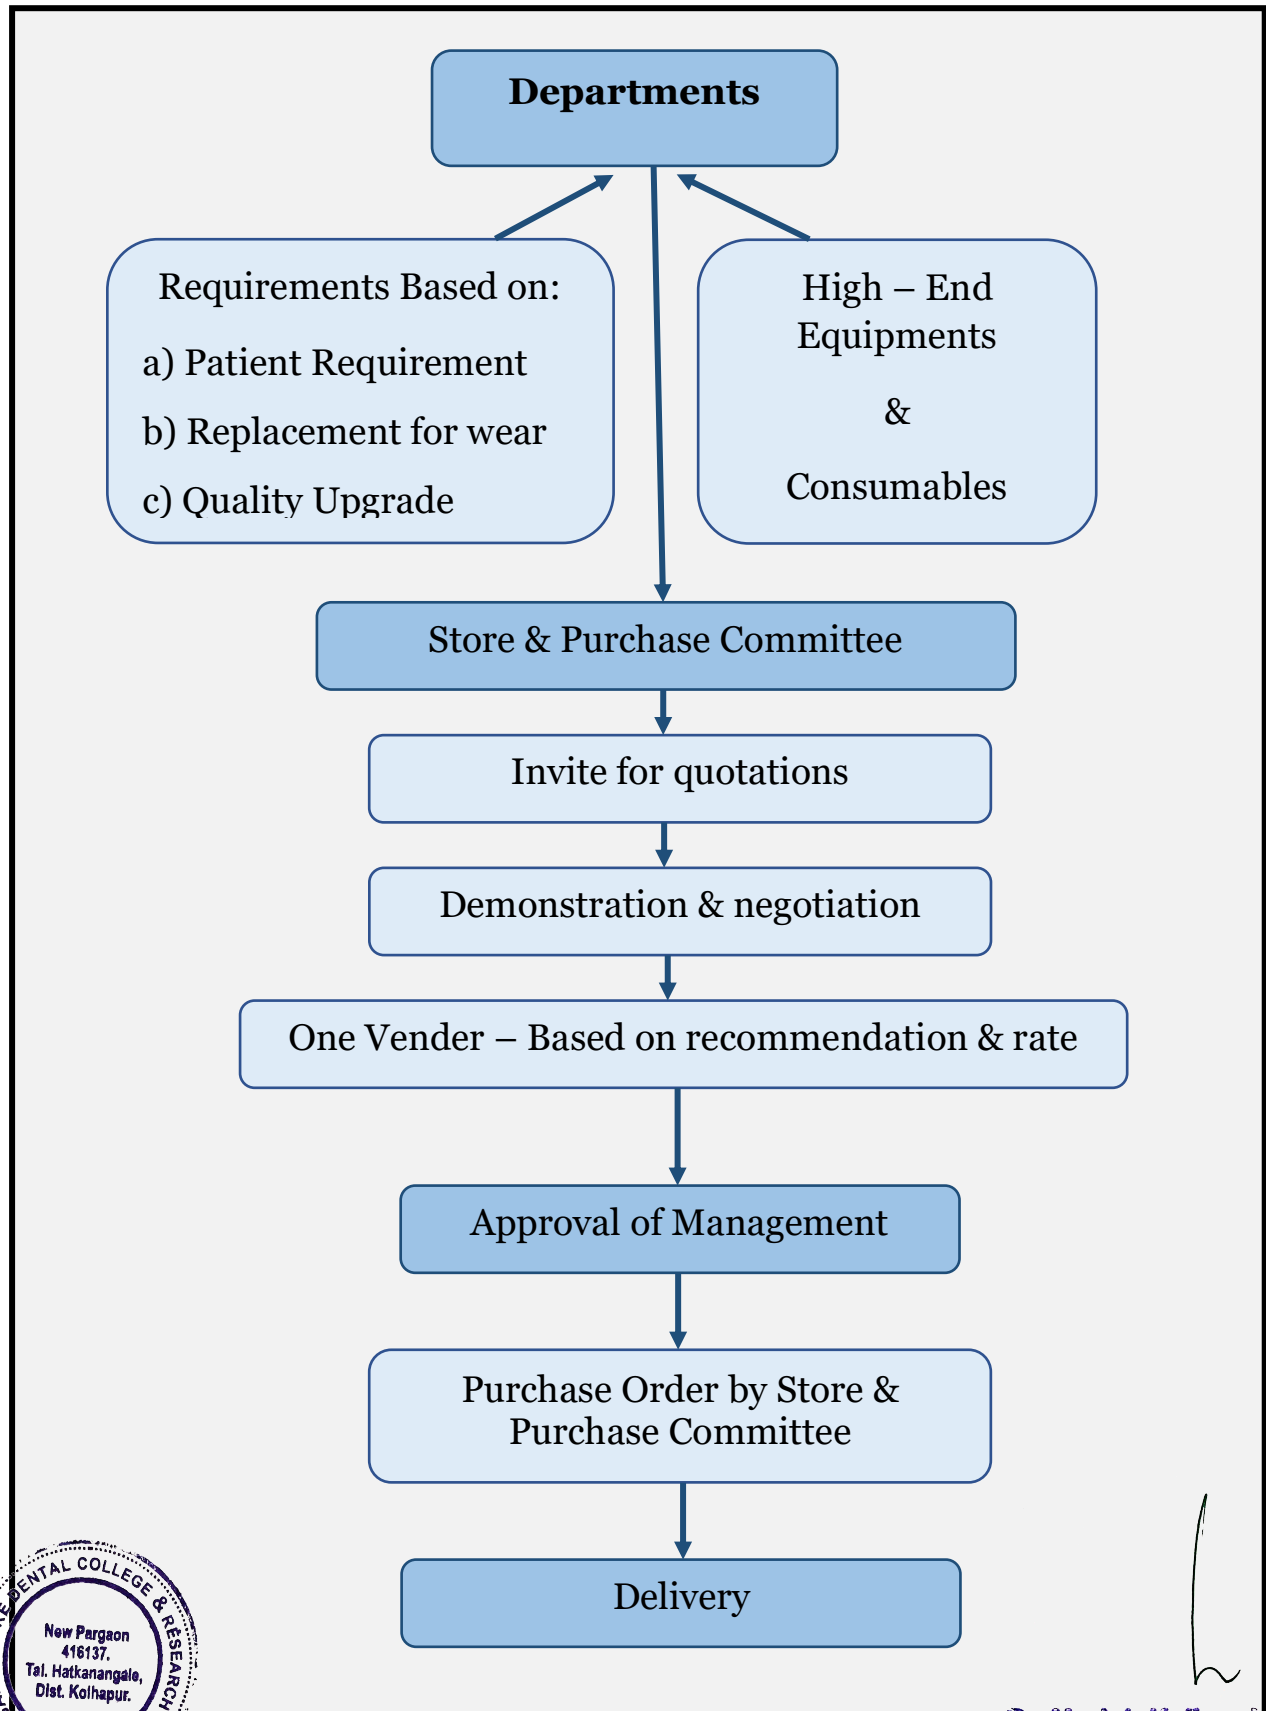 Departments
Requirements Based on:
a) Patient Requirement
b) Replacement for wear
c) Quality Upgrade
High – End
Equipments
&
Consumables
Store & Purchase Committee
Invite for quotations
Demonstration & negotiation
One Vender – Based on recommendation & rate
Approval of Management
Purchase Order by Store &
Purchase Committee
Delivery
DENTAL COLLEGE & RESEARCH
New Pargaon
416137.
Tal. Hatkanangale,
Dist. Kolhapur.